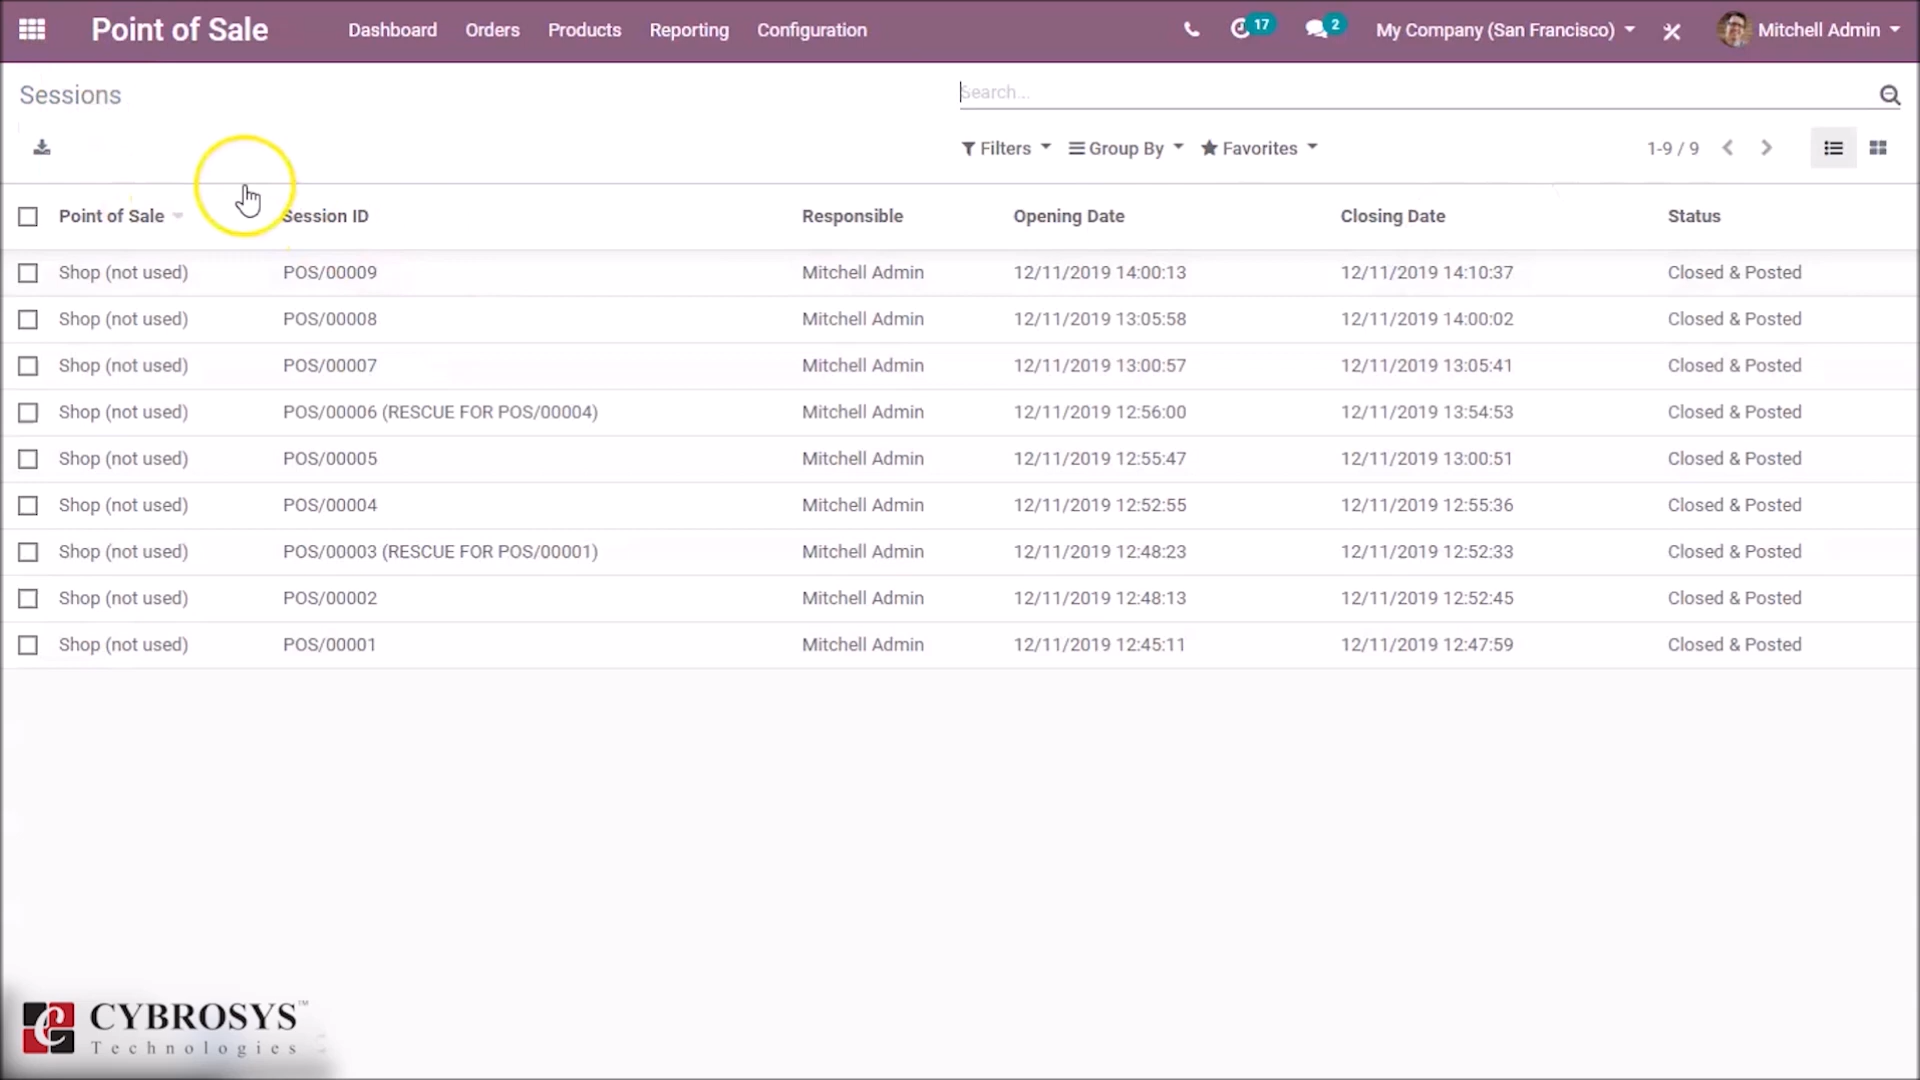 Point of Sale Dashboard Orders Products Reporting Configuration 17 2 My Company (San Francisco) Mitchell Admin
Sessions Search...
Filters Group By Favorites 1-9 / 9
Point of Sale Session ID Responsible Opening Date Closing Date Status
Shop (not used) POS/00009 Mitchell Admin 12/11/2019 14:00:13 12/11/2019 14:10:37 Closed & Posted
Shop (not used) POS/00008 Mitchell Admin 12/11/2019 13:05:58 12/11/2019 14:00:02 Closed & Posted
Shop (not used) POS/00007 Mitchell Admin 12/11/2019 13:00:57 12/11/2019 13:05:41 Closed & Posted
Shop (not used) POS/00006 (RESCUE FOR POS/00004) Mitchell Admin 12/11/2019 12:56:00 12/11/2019 13:54:53 Closed & Posted
Shop (not used) POS/00005 Mitchell Admin 12/11/2019 12:55:47 12/11/2019 13:00:51 Closed & Posted
Shop (not used) POS/00004 Mitchell Admin 12/11/2019 12:52:55 12/11/2019 12:55:36 Closed & Posted
Shop (not used) POS/00003 (RESCUE FOR POS/00001) Mitchell Admin 12/11/2019 12:48:23 12/11/2019 12:52:33 Closed & Posted
Shop (not used) POS/00002 Mitchell Admin 12/11/2019 12:48:13 12/11/2019 12:52:45 Closed & Posted
Shop (not used) POS/00001 Mitchell Admin 12/11/2019 12:45:11 12/11/2019 12:47:59 Closed & Posted
CYBROSYS™
Technologies